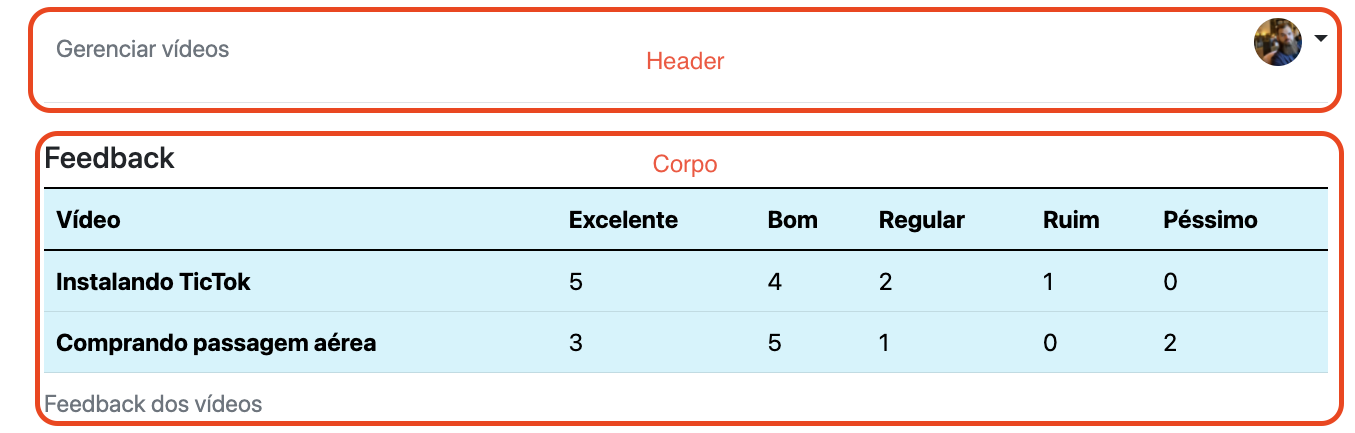 Gerenciar vídeos
Header
Feedback
Corpo
Vídeo Excelente Bom Regular Ruim Péssimo
Instalando TicTok 5 4 2 1 0
Comprando passagem aérea 3 5 1 0 2
Feedback dos vídeos